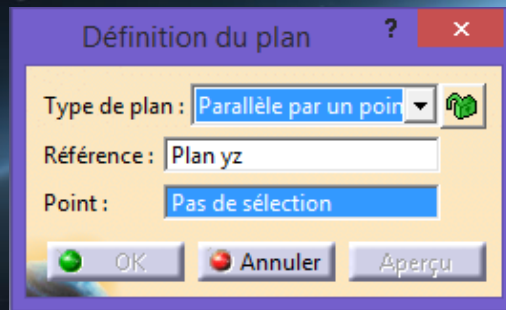 Définition du plan ?
Type de plan : Parallèle par un poin
Référence : Plan yz
Point : Pas de sélection
OK Annuler Aperçu